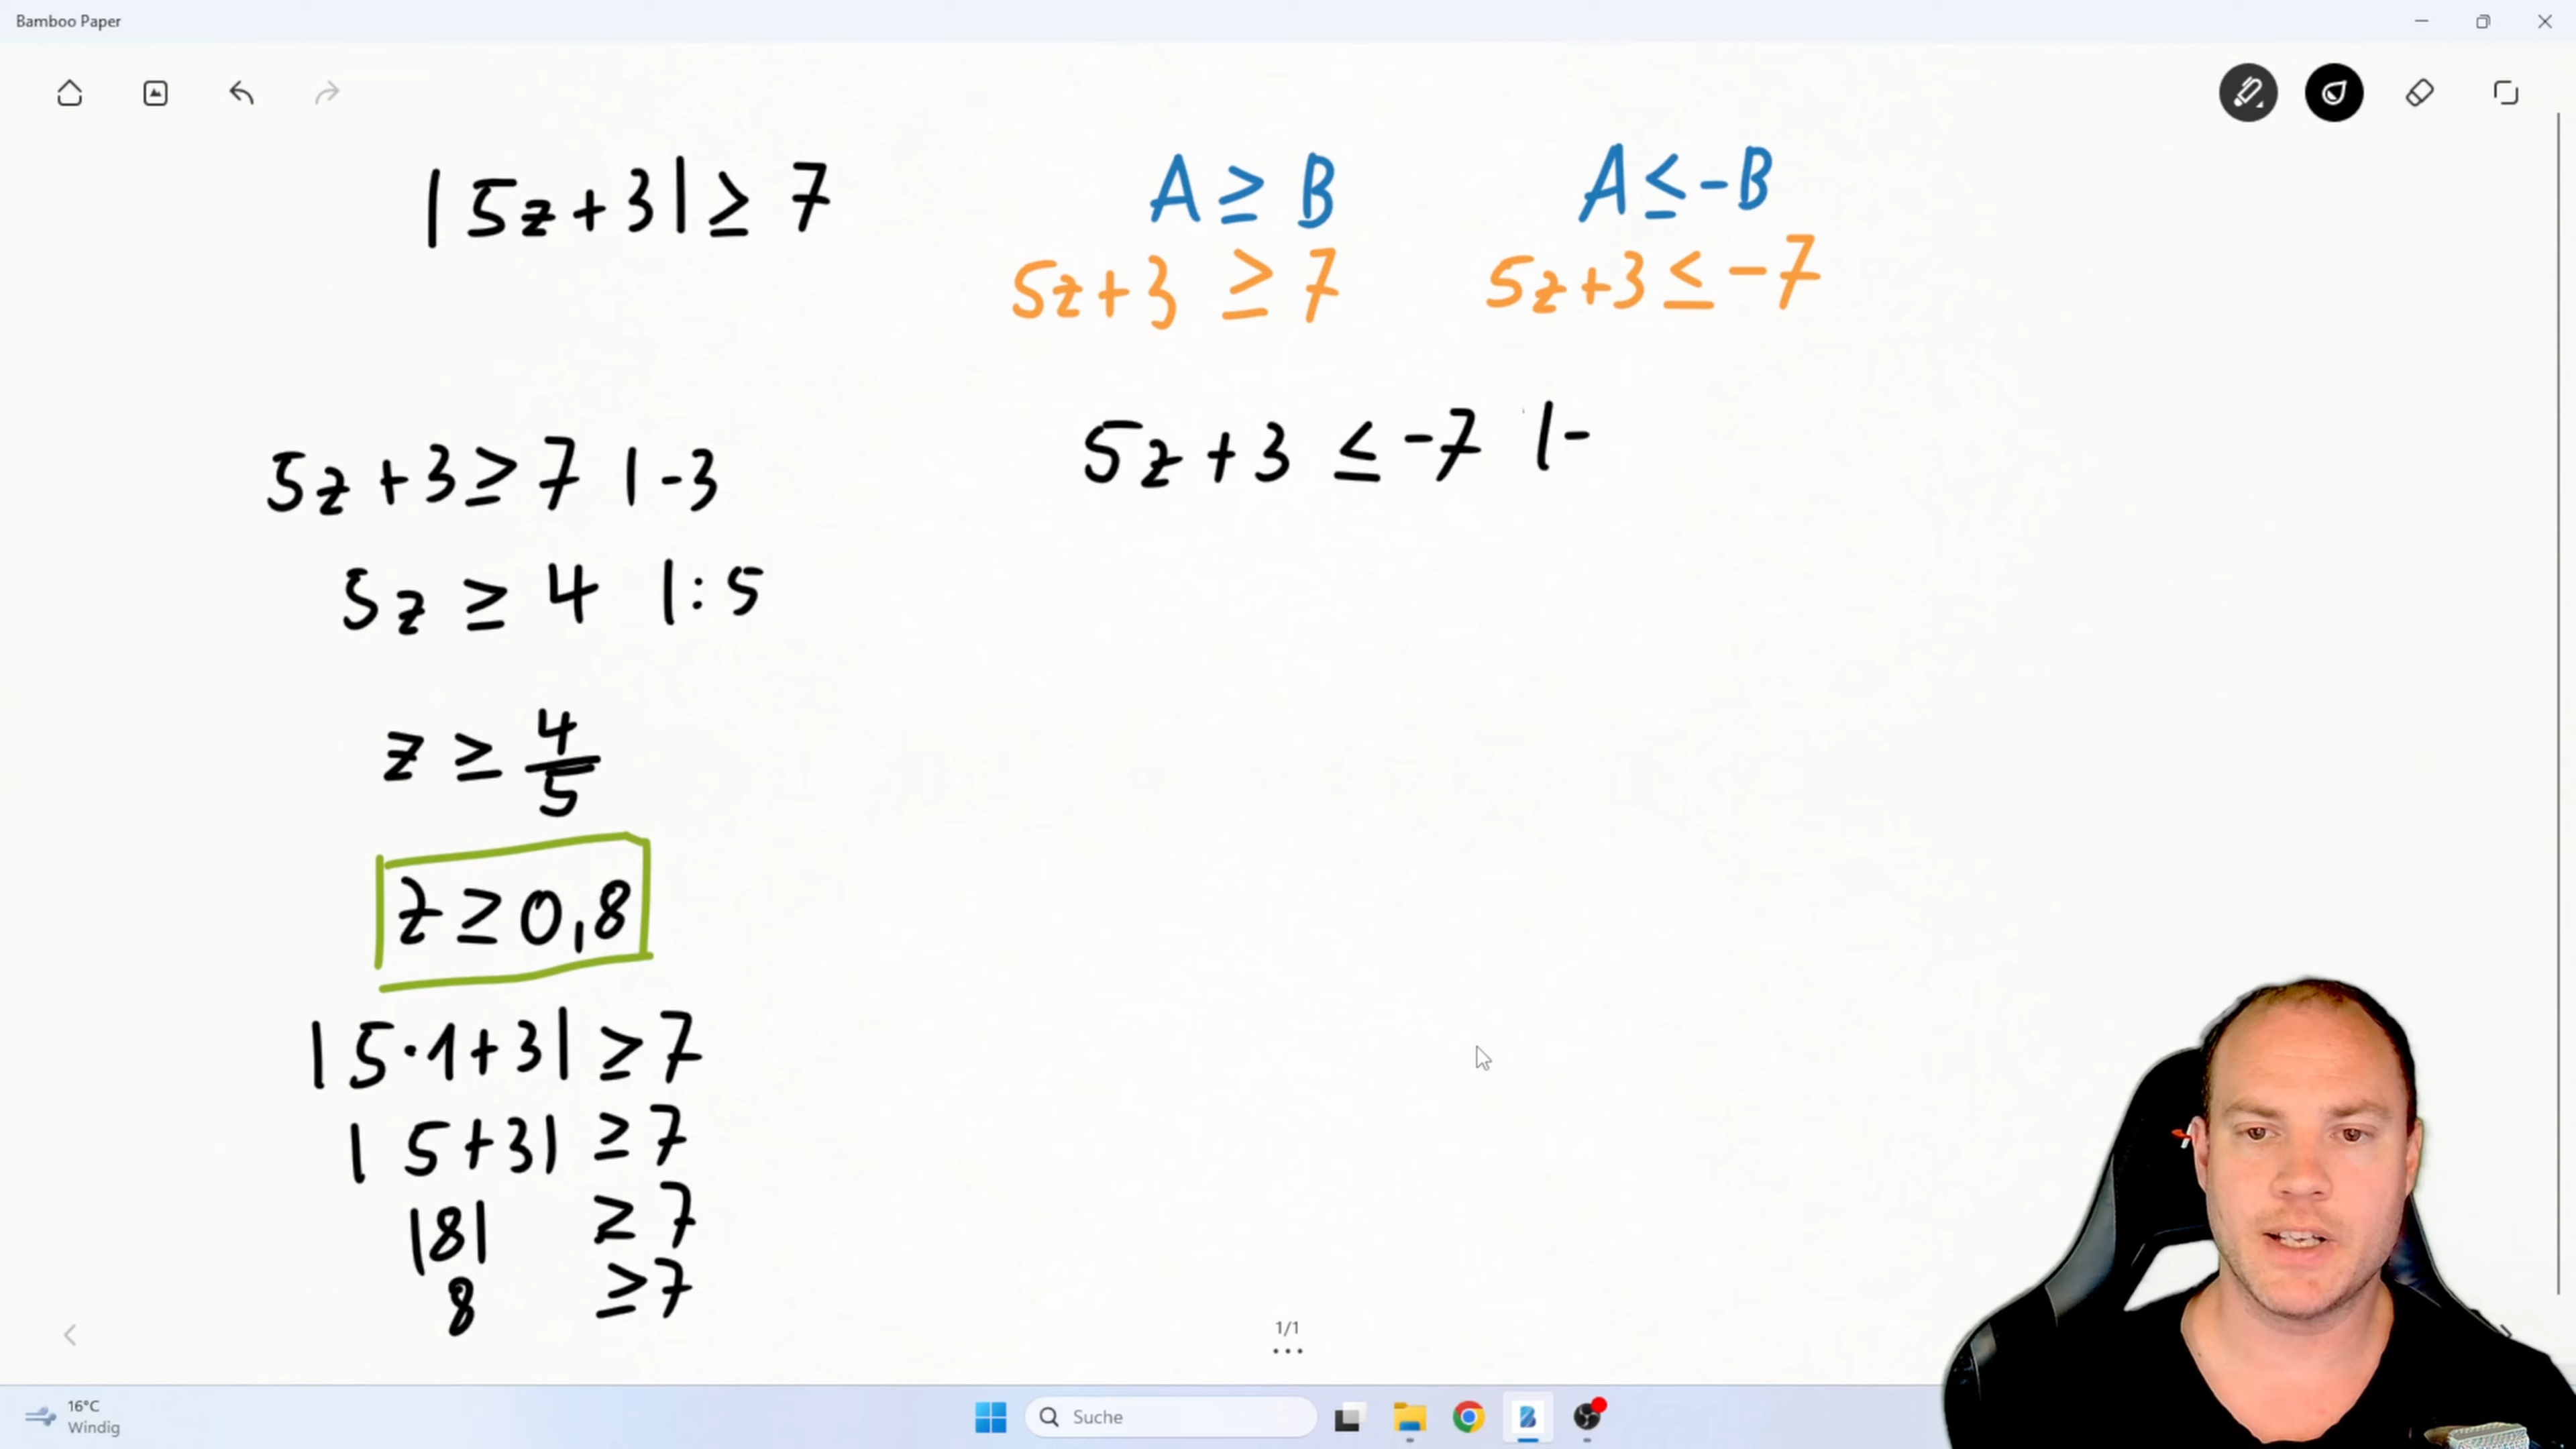 Bamboo Paper
|5z+3|≥7
A≥B
A≤-B
5z+3≥7
5z+3≤-7
5z+3≥7 |-3
5z≥4 |:5
z≥4/5
z≥0,8
|5·1+3|≥7
|5+3|≥7
|8|≥7
8≥7
5z+3≤-7 |-
1/1
16°C
Windig
Suche